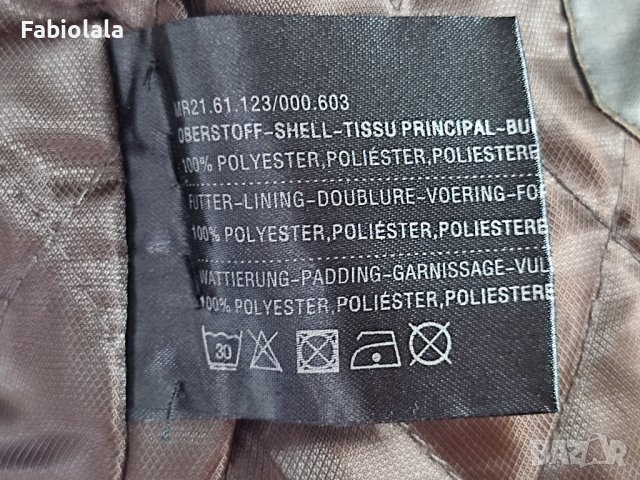 Fabiolala
MR21.61.123/000.603
OBERSTOFF-SHELL-TISSU PRINCIPAL-BU
100% POLYESTER,POLIÉSTER,POLIESTERE
FUTTER-LINING-DOUBLURE-VOERING-FO
100% POLYESTER,POLIÉSTER,POLIESTERE
WATTIERUNG-PADDING-GARNISSAGE-VUL
100% POLYESTER,POLIÉSTER,POLIESTERE
30
BAZAR